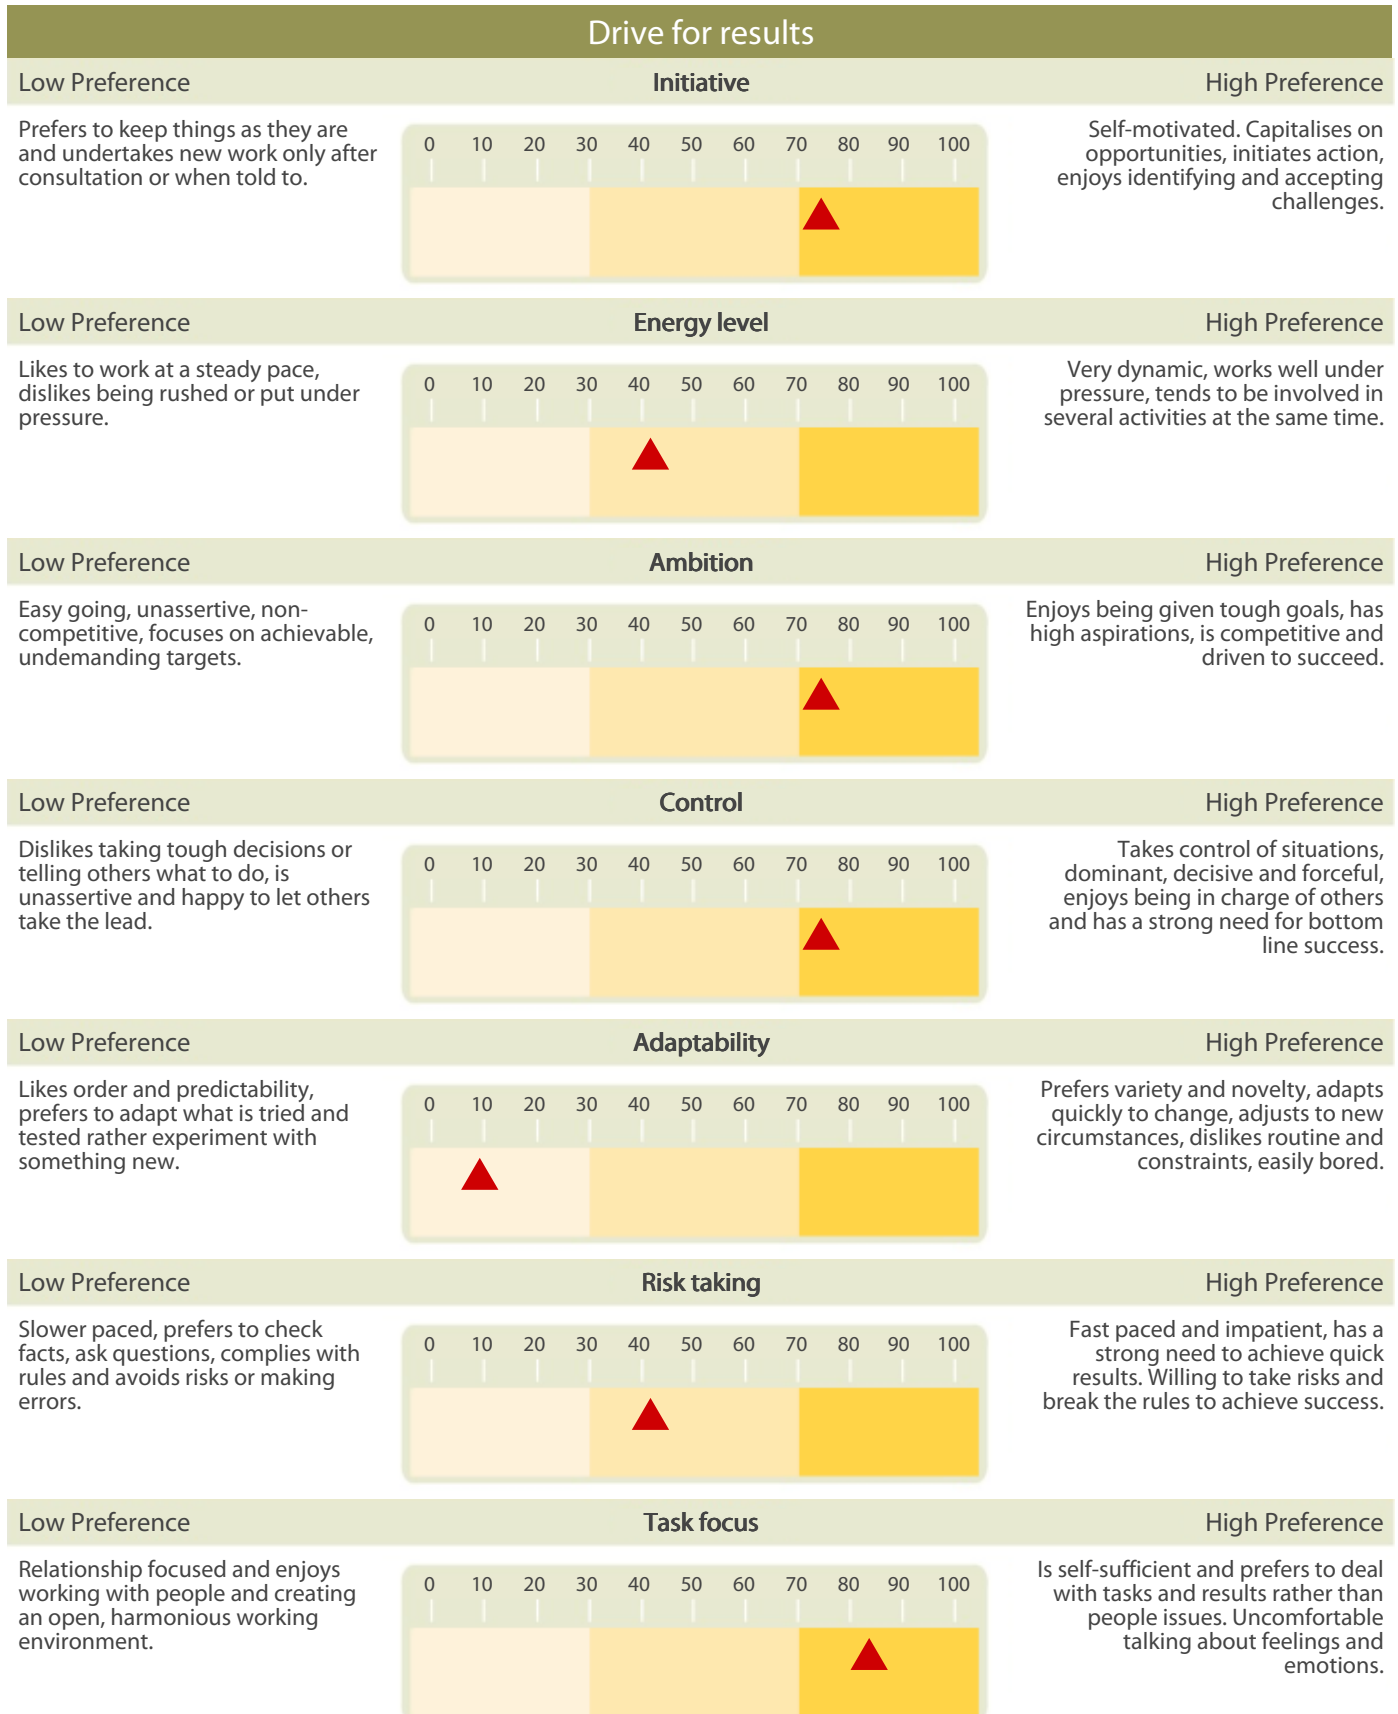 Drive for results
Low Preference Initiative High Preference
Prefers to keep things as they are
and undertakes new work only after
consultation or when told to.
0 10 20 30 40 50 60 70 80 90 100
Self-motivated. Capitalises on
opportunities, initiates action,
enjoys identifying and accepting
challenges.
Low Preference Energy level High Preference
Likes to work at a steady pace,
dislikes being rushed or put under
pressure.
0 10 20 30 40 50 60 70 80 90 100
Very dynamic, works well under
pressure, tends to be involved in
several activities at the same time.
Low Preference Ambition High Preference
Easy going, unassertive, non-
competitive, focuses on achievable,
undemanding targets.
0 10 20 30 40 50 60 70 80 90 100
Enjoys being given tough goals, has
high aspirations, is competitive and
driven to succeed.
Low Preference Control High Preference
Dislikes taking tough decisions or
telling others what to do, is
unassertive and happy to let others
take the lead.
0 10 20 30 40 50 60 70 80 90 100
Takes control of situations,
dominant, decisive and forceful,
enjoys being in charge of others
and has a strong need for bottom
line success.
Low Preference Adaptability High Preference
Likes order and predictability,
prefers to adapt what is tried and
tested rather experiment with
something new.
0 10 20 30 40 50 60 70 80 90 100
Prefers variety and novelty, adapts
quickly to change, adjusts to new
circumstances, dislikes routine and
constraints, easily bored.
Low Preference Risk taking High Preference
Slower paced, prefers to check
facts, ask questions, complies with
rules and avoids risks or making
errors.
0 10 20 30 40 50 60 70 80 90 100
Fast paced and impatient, has a
strong need to achieve quick
results. Willing to take risks and
break the rules to achieve success.
Low Preference Task focus High Preference
Relationship focused and enjoys
working with people and creating
an open, harmonious working
environment.
0 10 20 30 40 50 60 70 80 90 100
Is self-sufficient and prefers to deal
with tasks and results rather than
people issues. Uncomfortable
talking about feelings and
emotions.